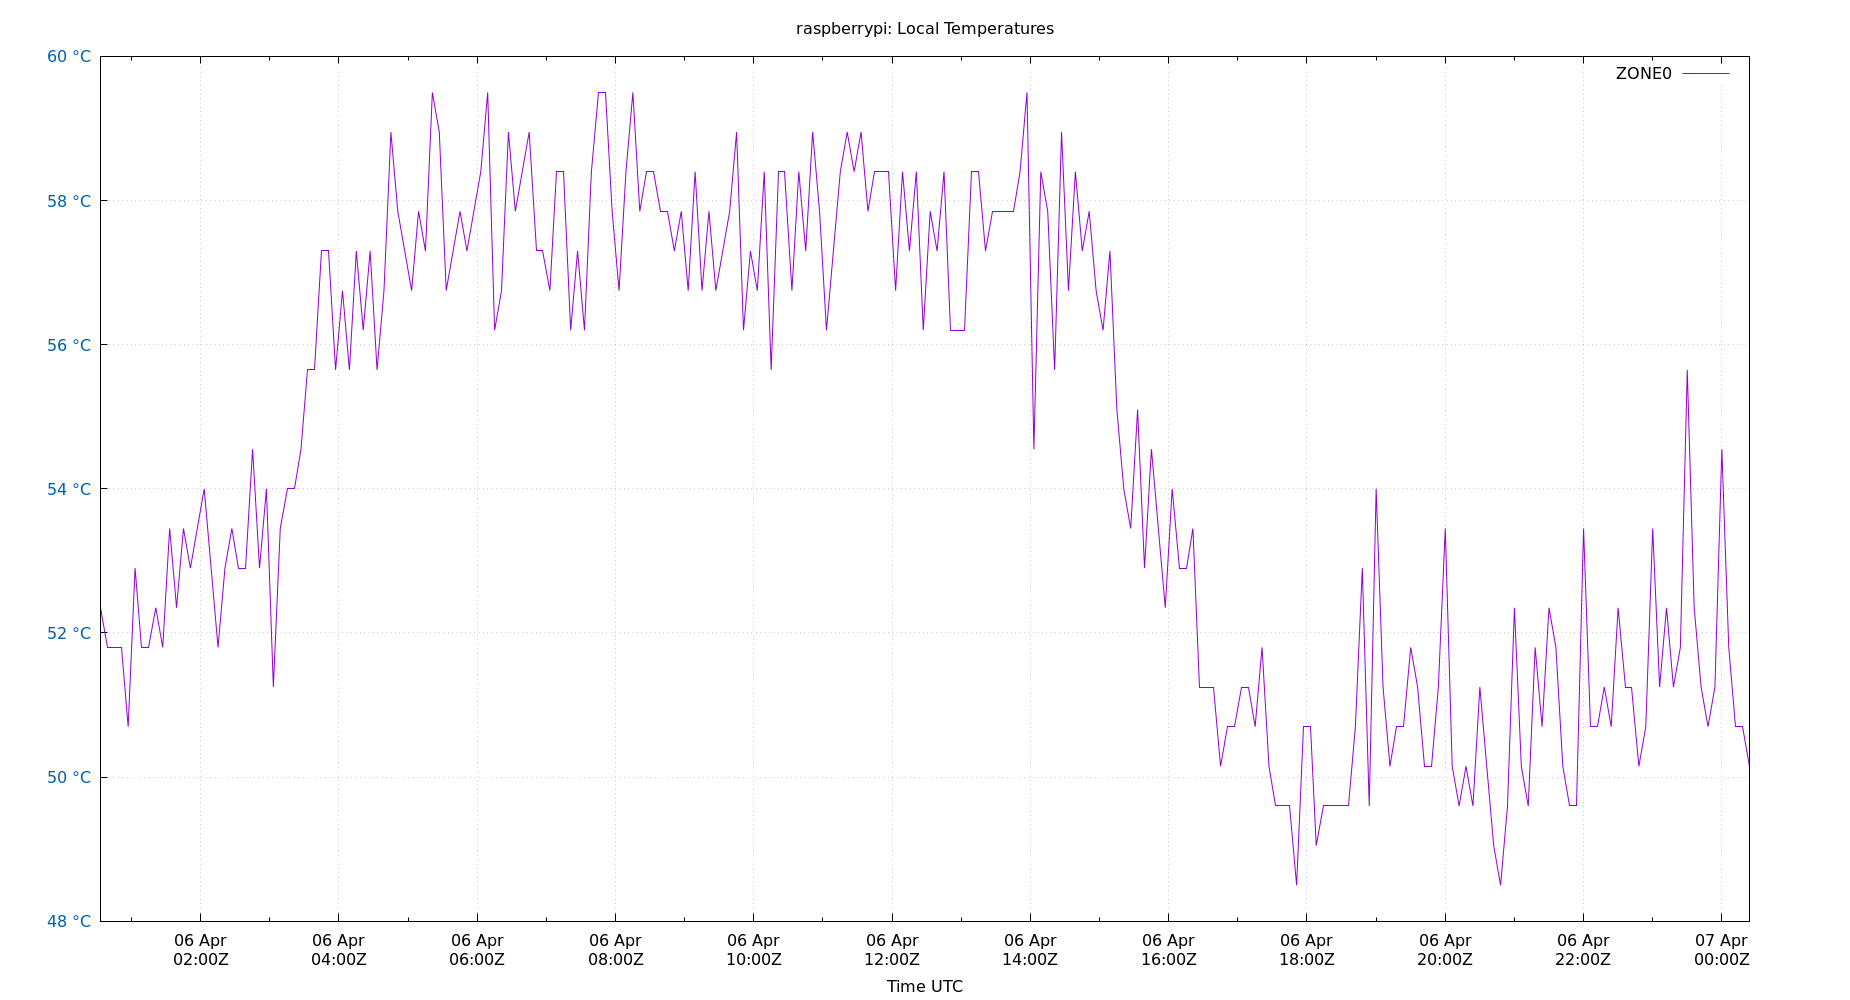 raspberrypi: Local Temperatures
60 °C
ZONE0
58 °C
56 °C
54 °C
52 °C
50 °C
48 °C
06 Apr 06 Apr 06 Apr 06 Apr 06 Apr 06 Apr 06 Apr 06 Apr 06 Apr 06 Apr 06 Apr 07 Apr
02:00Z 04:00Z 06:00Z 08:00Z 10:00Z 12:00Z 14:00Z 16:00Z 18:00Z 20:00Z 22:00Z 00:00Z
Time UTC